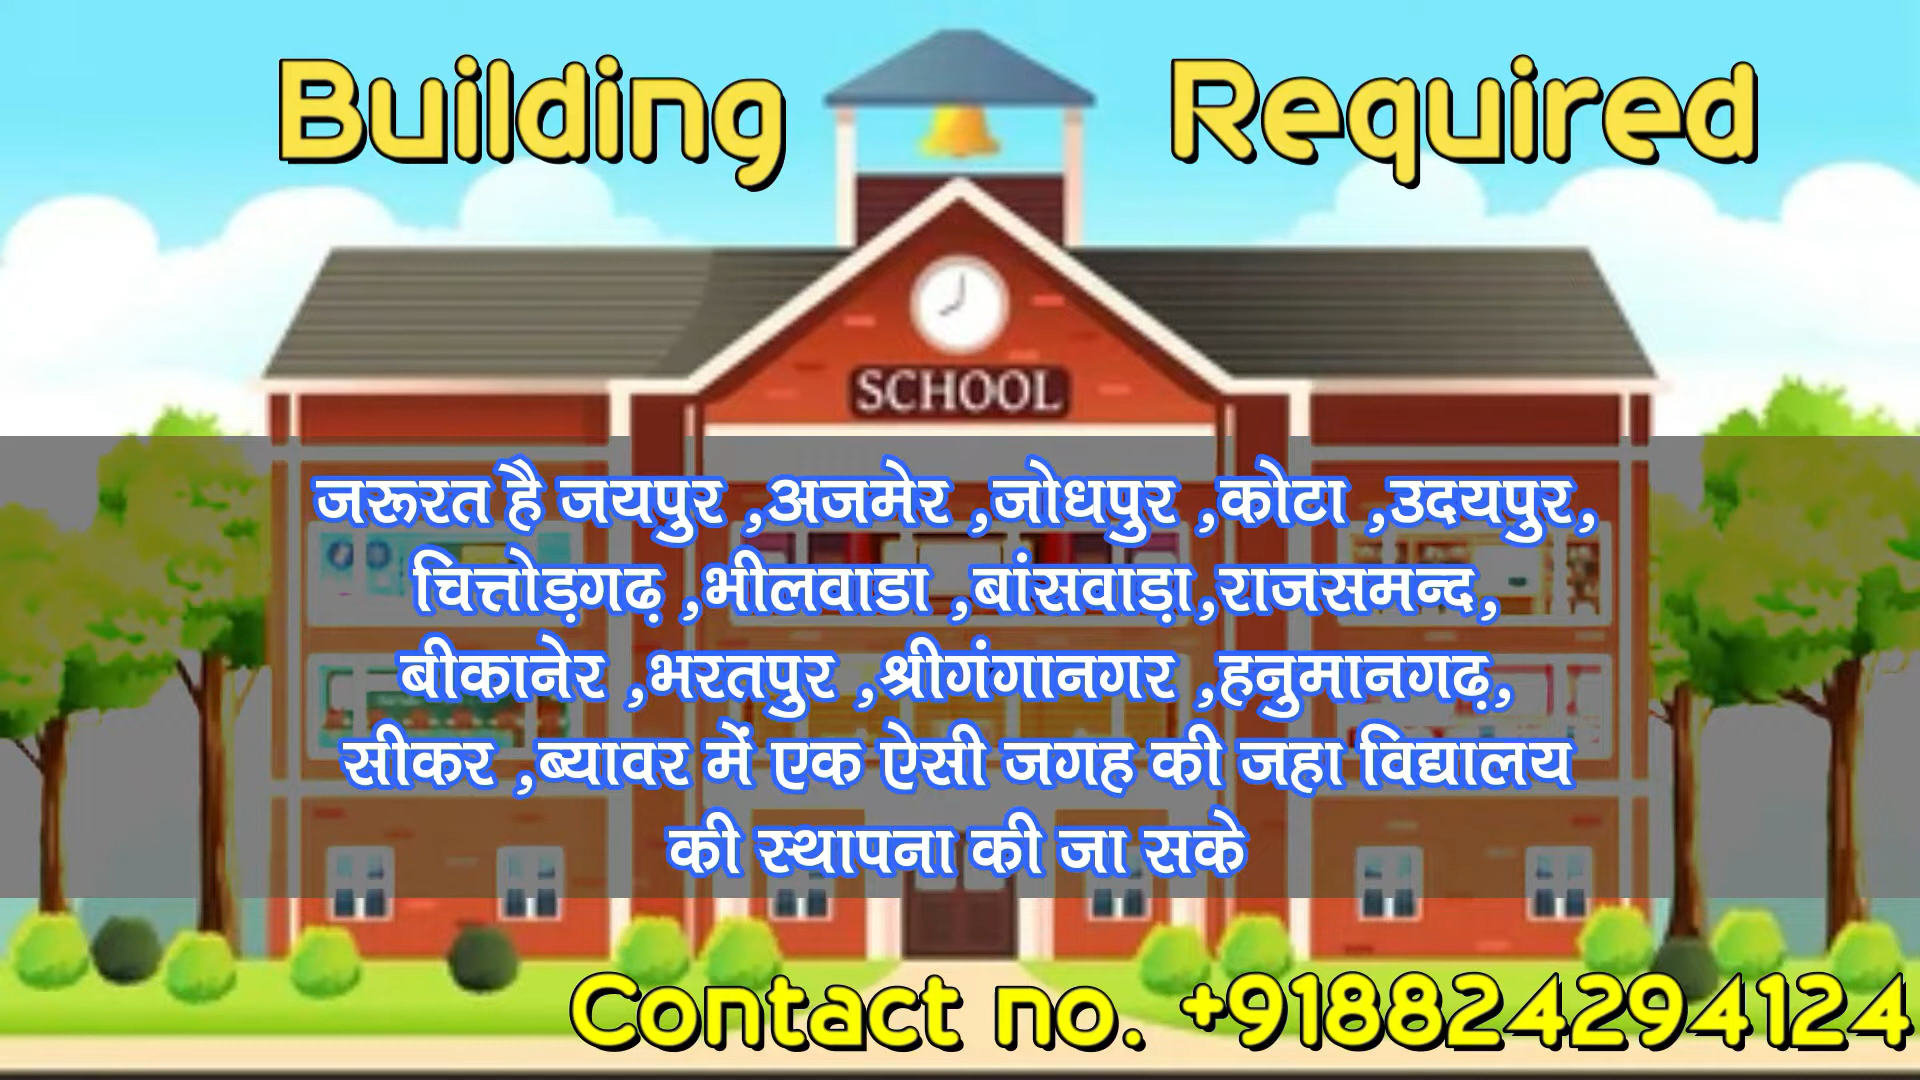 Building Required
SCHOOL
जरूरत है जयपुर ,अजमेर ,जोधपुर ,कोटा ,उदयपुर,
चित्तोड़गढ़ ,भीलवाडा ,बांसवाड़ा,राजसमन्द,
बीकानेर ,भरतपुर ,श्रीगंगानगर ,हनुमानगढ़,
सीकर ,ब्यावर में एक ऐसी जगह की जहा विद्यालय
की स्थापना की जा सके
Contact no. +918824294124